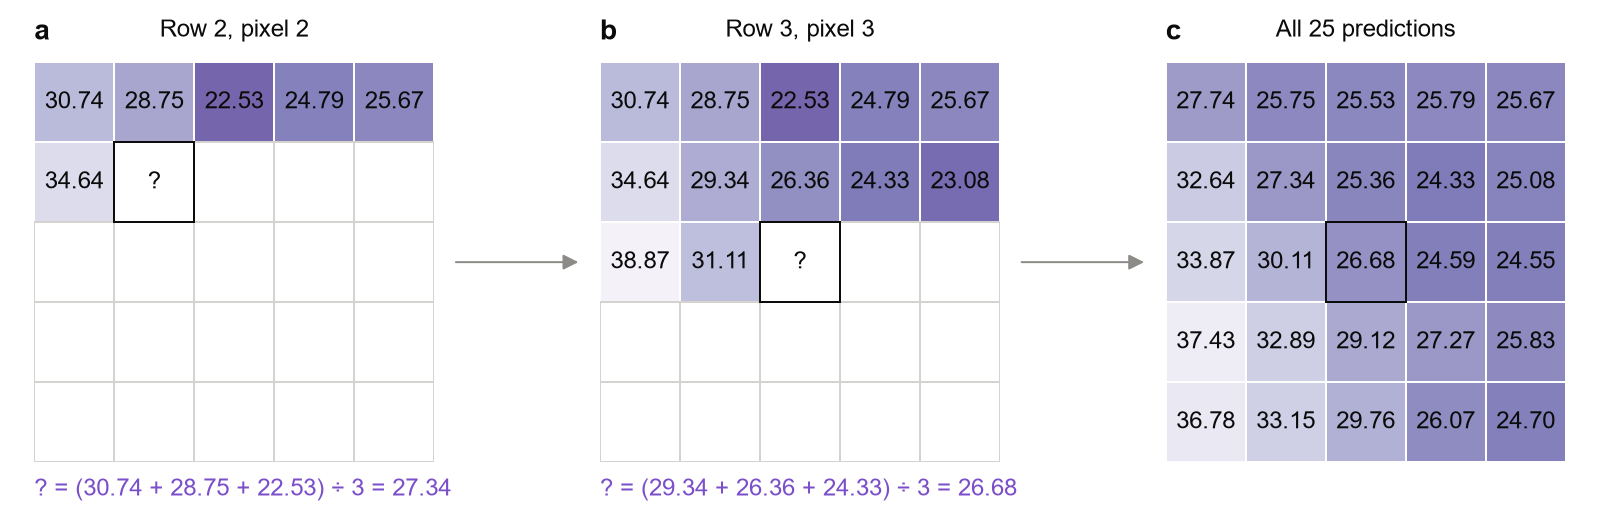 a Row 2, pixel 2
30.74 28.75 22.53 24.79 25.67
34.64 ?
? = (30.74 + 28.75 + 22.53) ÷ 3 = 27.34
b Row 3, pixel 3
30.74 28.75 22.53 24.79 25.67
34.64 29.34 26.36 24.33 23.08
38.87 31.11 ?
? = (29.34 + 26.36 + 24.33) ÷ 3 = 26.68
c All 25 predictions
27.74 25.75 25.53 25.79 25.67
32.64 27.34 25.36 24.33 25.08
33.87 30.11 26.68 24.59 24.55
37.43 32.89 29.12 27.27 25.83
36.78 33.15 29.76 26.07 24.70